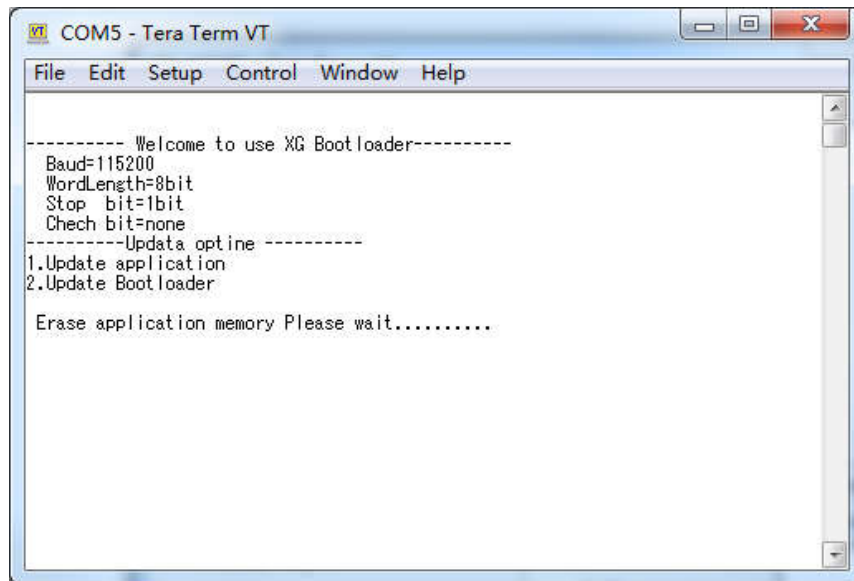 COM5 - Tera Term VT
File Edit Setup Control Window Help
---------- Welcome to use XG Bootloader----------
Baud=115200
WordLength=8bit
Stop  bit=1bit
Chech bit=none
----------Updata optine ----------
1.Update application
2.Update Bootloader
Erase application memory Please wait..........